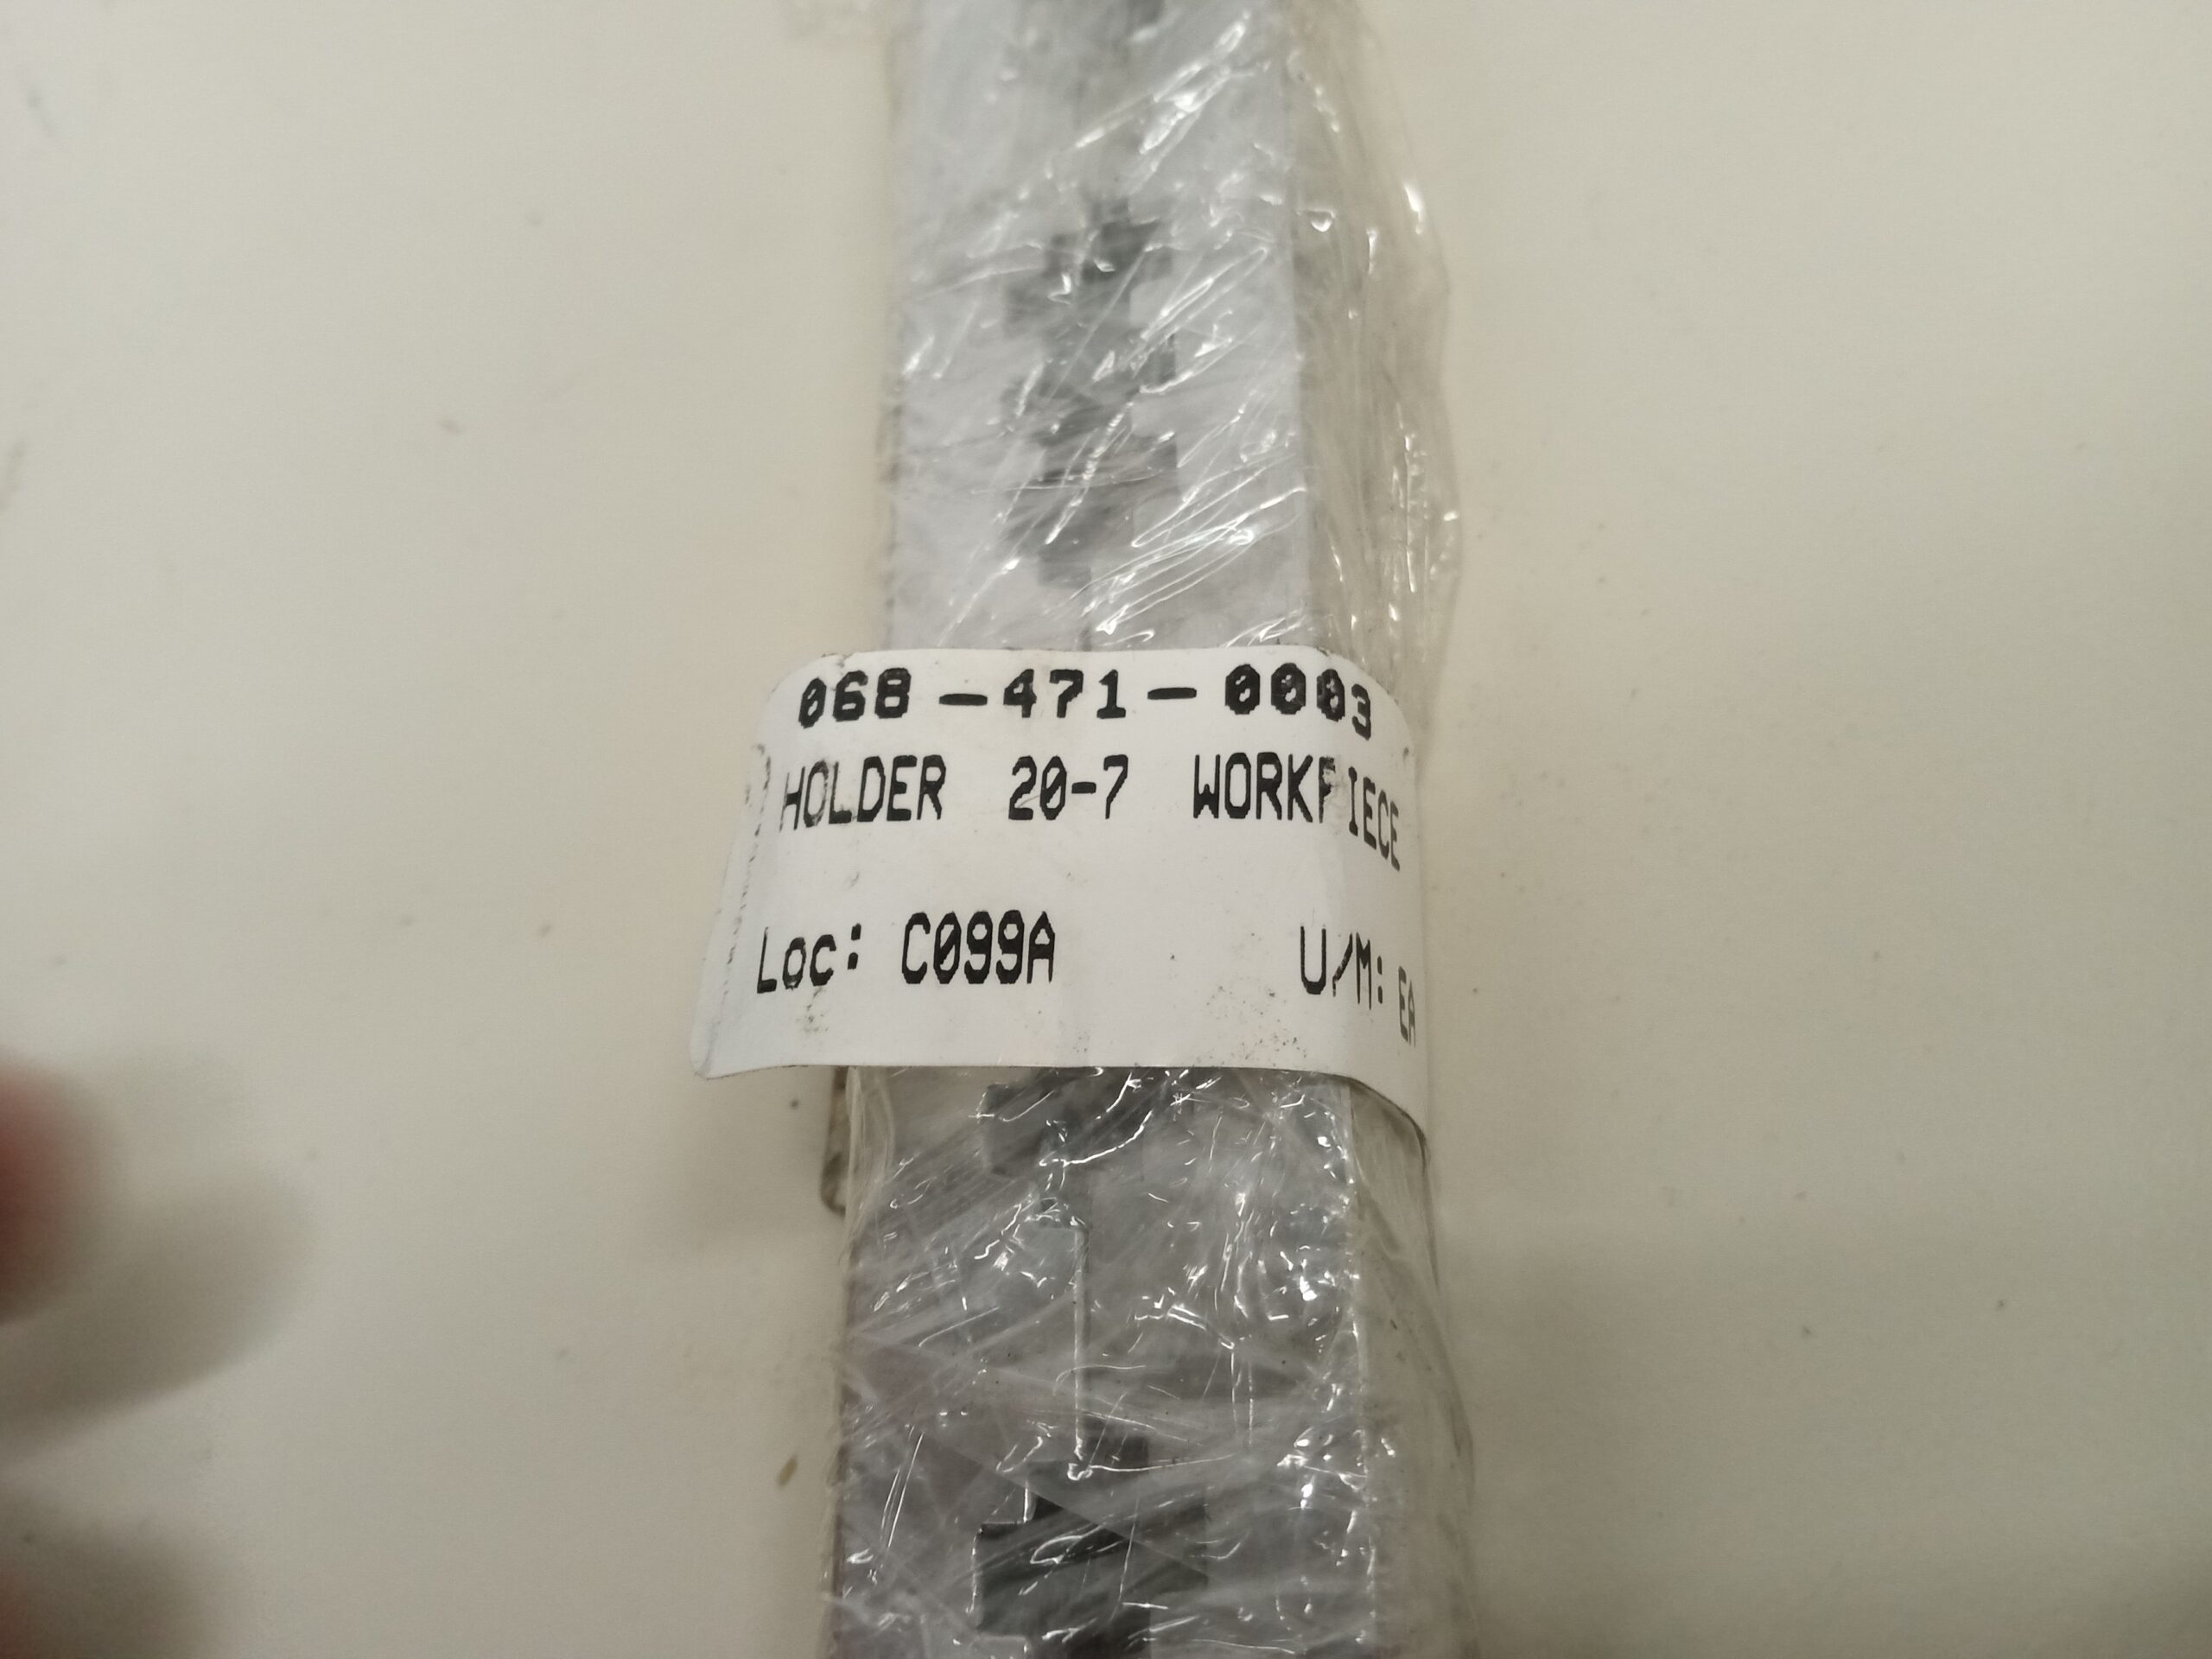 068-471-0003
HOLDER 20-7 WORKPIECE
Loc: C099A U/M: EA